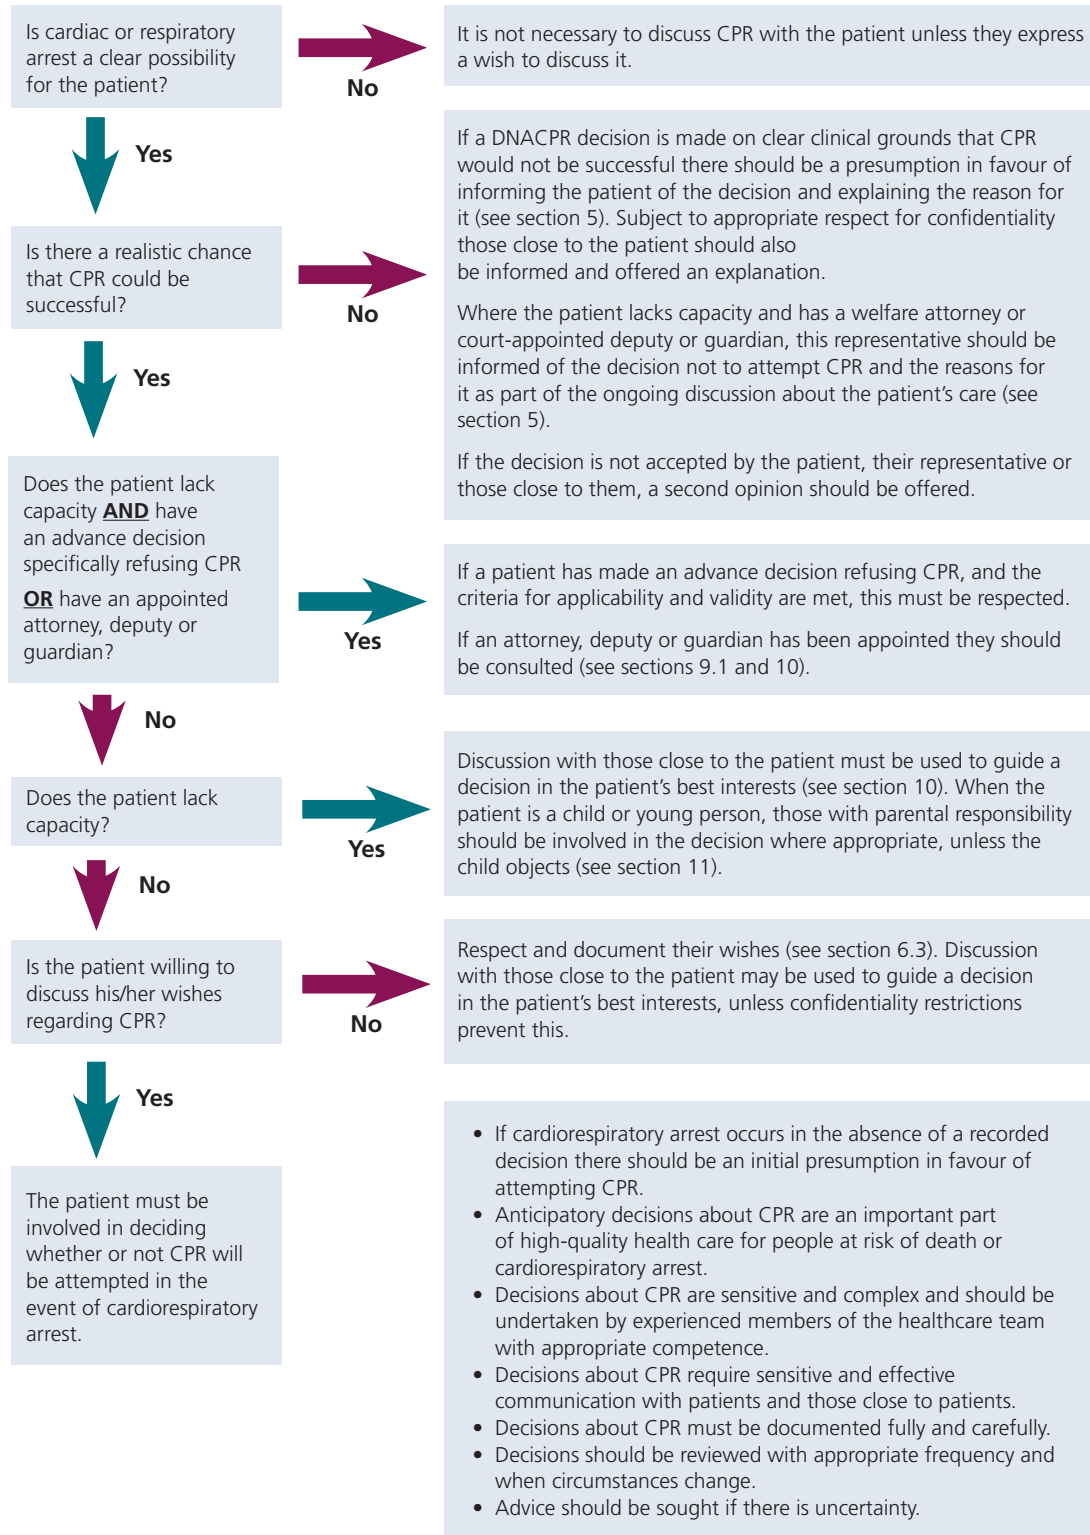 Is cardiac or respiratory
arrest a clear possibility
for the patient?
No
It is not necessary to discuss CPR with the patient unless they express
a wish to discuss it.
Yes
Is there a realistic chance
that CPR could be
successful?
No
If a DNACPR decision is made on clear clinical grounds that CPR
would not be successful there should be a presumption in favour of
informing the patient of the decision and explaining the reason for
it (see section 5). Subject to appropriate respect for confidentiality
those close to the patient should also
be informed and offered an explanation.
Where the patient lacks capacity and has a welfare attorney or
court-appointed deputy or guardian, this representative should be
informed of the decision not to attempt CPR and the reasons for
it as part of the ongoing discussion about the patient’s care (see
section 5).
If the decision is not accepted by the patient, their representative or
those close to them, a second opinion should be offered.
Yes
Does the patient lack
capacity AND have
an advance decision
specifically refusing CPR
OR have an appointed
attorney, deputy or
guardian?
Yes
If a patient has made an advance decision refusing CPR, and the
criteria for applicability and validity are met, this must be respected.
If an attorney, deputy or guardian has been appointed they should
be consulted (see sections 9.1 and 10).
No
Does the patient lack
capacity?
Yes
Discussion with those close to the patient must be used to guide a
decision in the patient’s best interests (see section 10). When the
patient is a child or young person, those with parental responsibility
should be involved in the decision where appropriate, unless the
child objects (see section 11).
No
Is the patient willing to
discuss his/her wishes
regarding CPR?
No
Respect and document their wishes (see section 6.3). Discussion
with those close to the patient may be used to guide a decision
in the patient’s best interests, unless confidentiality restrictions
prevent this.
Yes
The patient must be
involved in deciding
whether or not CPR will
be attempted in the
event of cardiorespiratory
arrest.
• If cardiorespiratory arrest occurs in the absence of a recorded
decision there should be an initial presumption in favour of
attempting CPR.
• Anticipatory decisions about CPR are an important part
of high-quality health care for people at risk of death or
cardiorespiratory arrest.
• Decisions about CPR are sensitive and complex and should be
undertaken by experienced members of the healthcare team
with appropriate competence.
• Decisions about CPR require sensitive and effective
communication with patients and those close to patients.
• Decisions about CPR must be documented fully and carefully.
• Decisions should be reviewed with appropriate frequency and
when circumstances change.
• Advice should be sought if there is uncertainty.